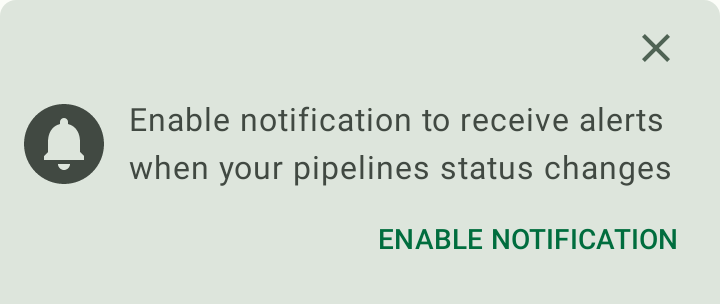 Enable notification to receive alerts
when your pipelines status changes
ENABLE NOTIFICATION